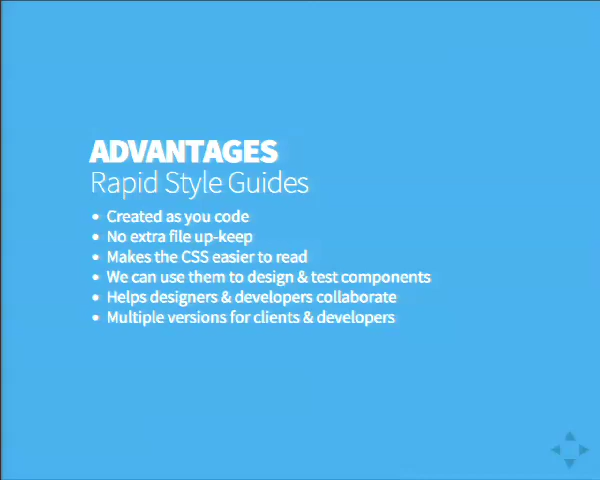 ADVANTAGES
Rapid Style Guides
• Created as you code
• No extra file up-keep
• Makes the CSS easier to read
• We can use them to design & test components
• Helps designers & developers collaborate
• Multiple versions for clients & developers